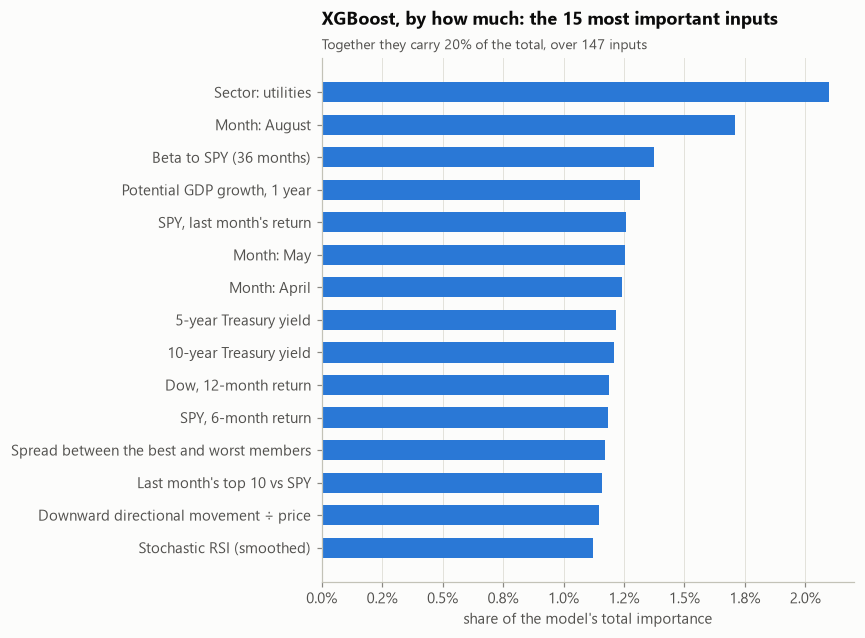 XGBoost, by how much: the 15 most important inputs
Together they carry 20% of the total, over 147 inputs
Sector: utilities
Month: August
Beta to SPY (36 months)
Potential GDP growth, 1 year
SPY, last month's return
Month: May
Month: April
5-year Treasury yield
10-year Treasury yield
Dow, 12-month return
SPY, 6-month return
Spread between the best and worst members
Last month's top 10 vs SPY
Downward directional movement ÷ price
Stochastic RSI (smoothed)
0.0% 0.2% 0.5% 0.8% 1.0% 1.2% 1.5% 1.8% 2.0%
share of the model's total importance